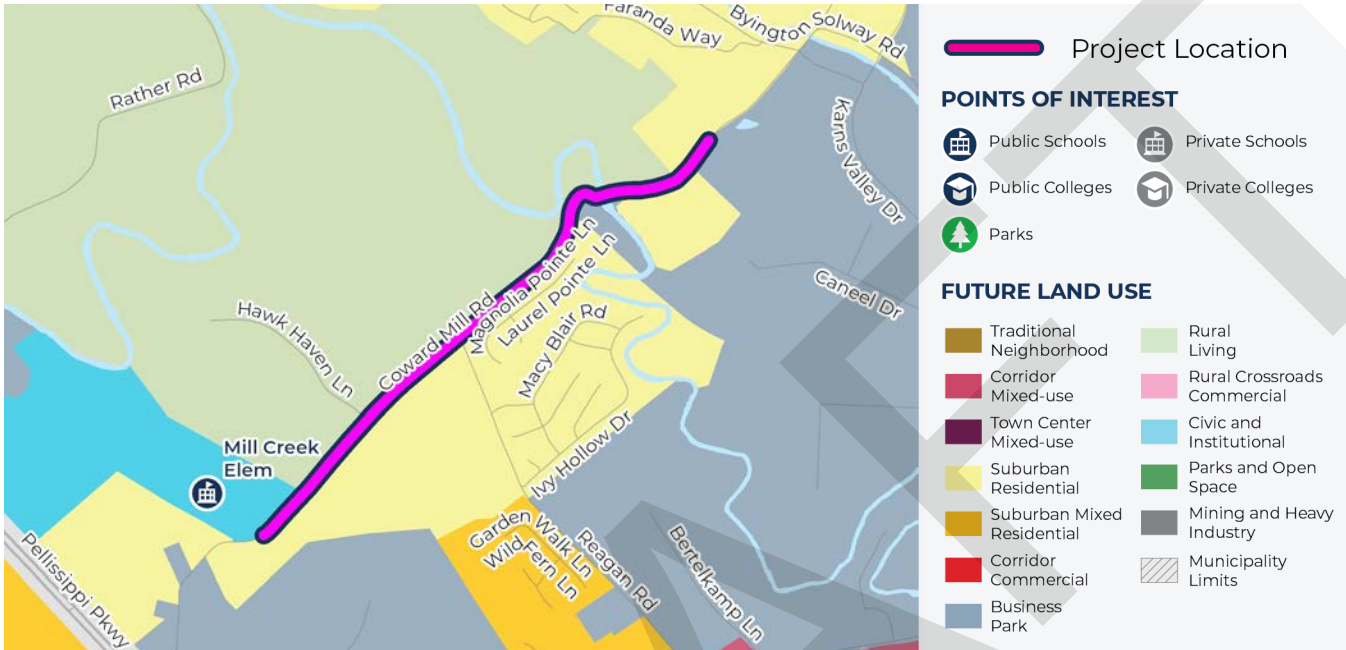 Faranda Way
Byington Solway Rd
Rather Rd
Karns Valley Dr
Caneel Dr
Magnolia Pointe Ln
Laurel Pointe Ln
Macy Blair Rd
Coward Mill Rd
Hawk Haven Ln
Ivy Hollow Dr
Mill Creek
Elem
Garden Walk Ln
Wild Fern Ln
Reagan Rd
Bertelkamp Ln
Pellissippi Pkwy
Project Location
POINTS OF INTEREST
Public Schools
Private Schools
Public Colleges
Private Colleges
Parks
FUTURE LAND USE
Traditional
Neighborhood
Corridor
Mixed-use
Town Center
Mixed-use
Suburban
Residential
Suburban Mixed
Residential
Corridor
Commercial
Business
Park
Rural
Living
Rural Crossroads
Commercial
Civic and
Institutional
Parks and Open
Space
Mining and Heavy
Industry
Municipality
Limits